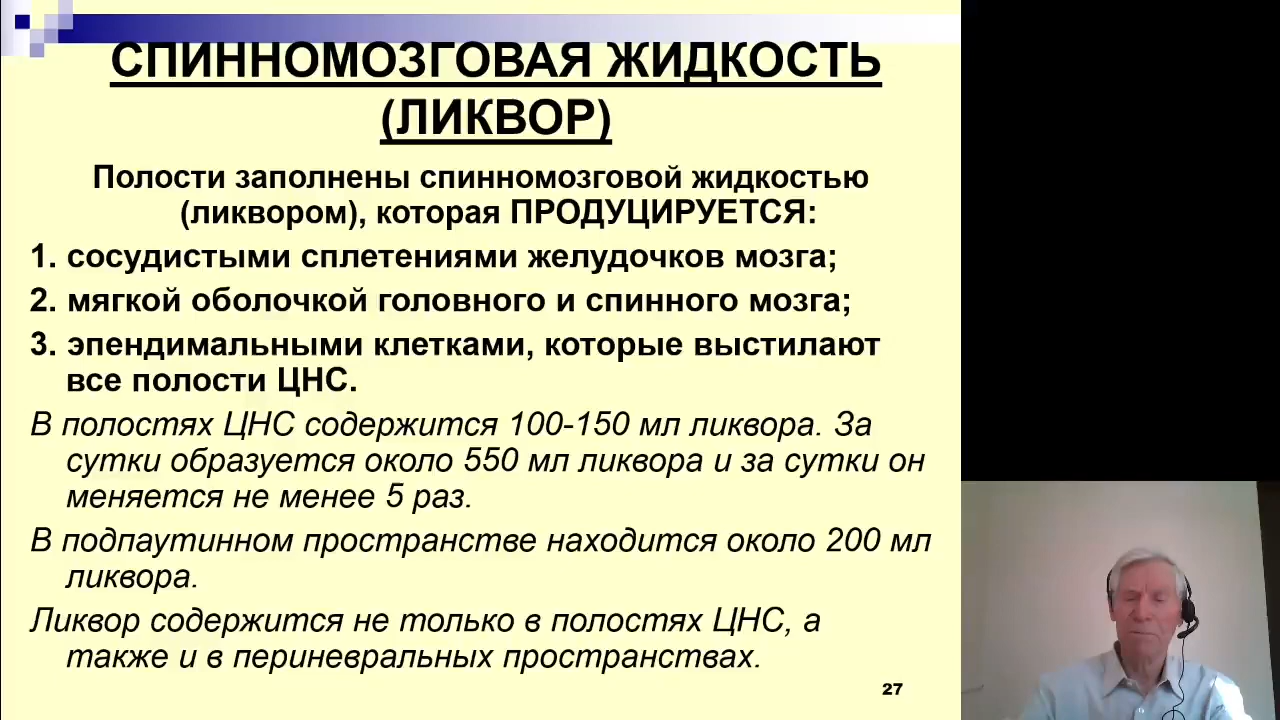 СПИННОМОЗГОВАЯ ЖИДКОСТЬ
(ЛИКВОР)
Полости заполнены спинномозговой жидкостью
(ликвором), которая ПРОДУЦИРУЕТСЯ:
1. сосудистыми сплетениями желудочков мозга;
2. мягкой оболочкой головного и спинного мозга;
3. эпендимальными клетками, которые выстилают
все полости ЦНС.
В полостях ЦНС содержится 100-150 мл ликвора. За
сутки образуется около 550 мл ликвора и за сутки он
меняется не менее 5 раз.
В подпаутинном пространстве находится около 200 мл
ликвора.
Ликвор содержится не только в полостях ЦНС, а
также и в периневральных пространствах.
27